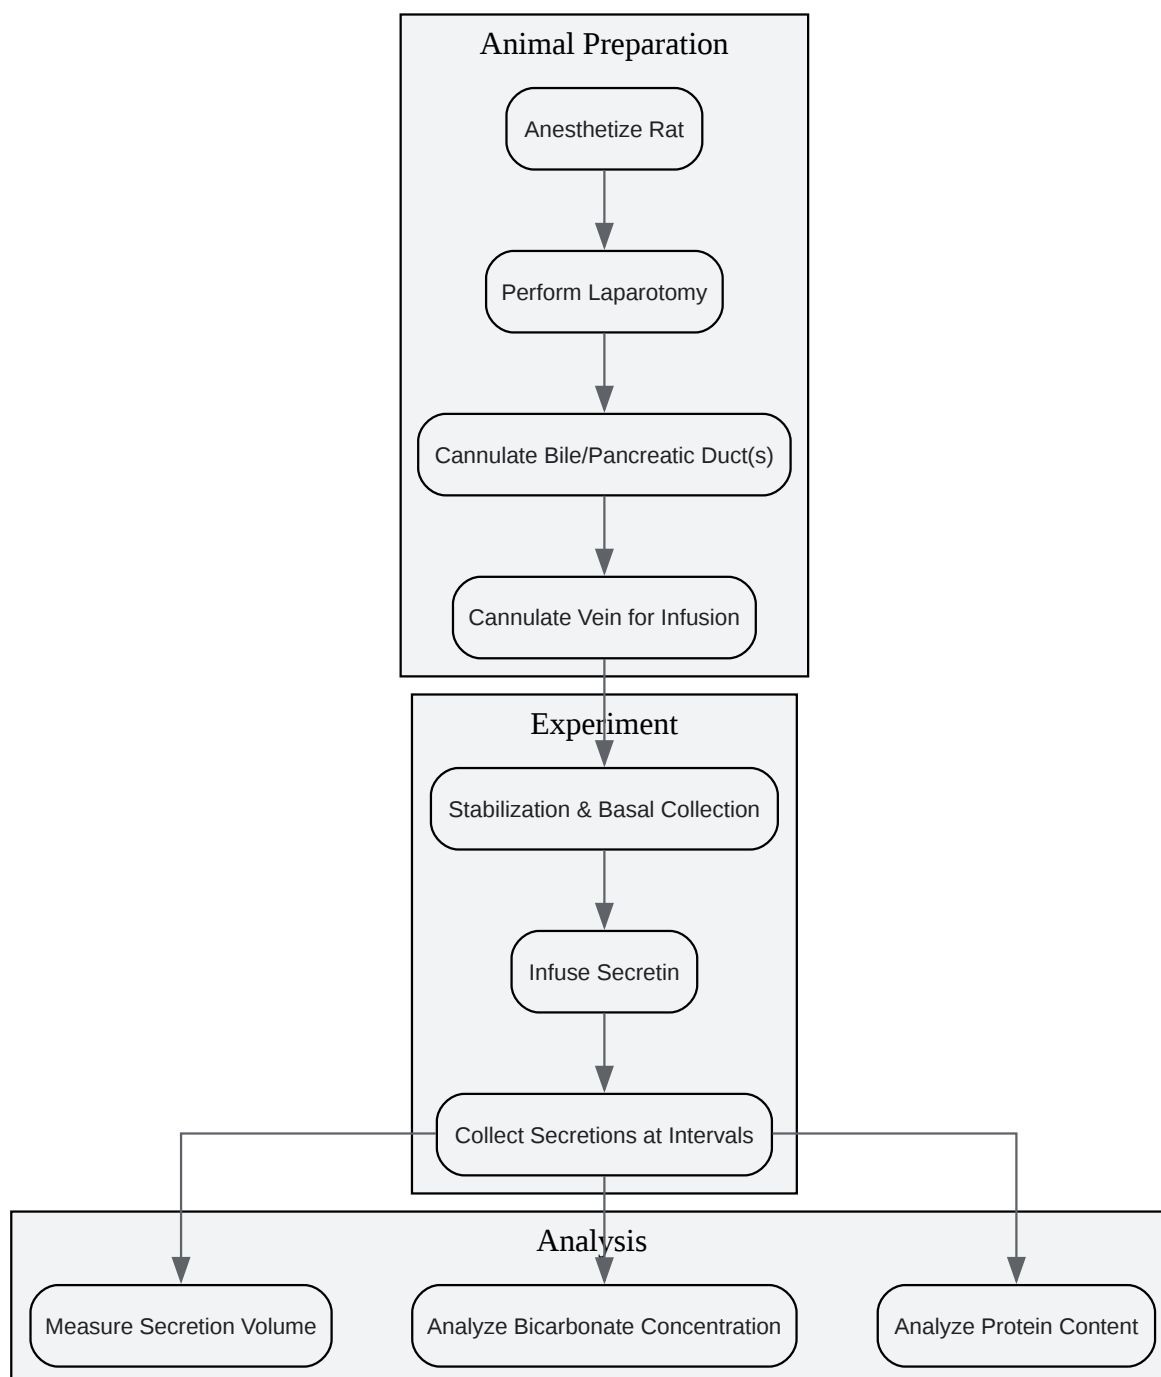 Animal Preparation
Anesthetize Rat
Perform Laparotomy
Cannulate Bile/Pancreatic Duct(s)
Cannulate Vein for Infusion
Experiment
Stabilization & Basal Collection
Infuse Secretin
Collect Secretions at Intervals
Analysis
Measure Secretion Volume
Analyze Bicarbonate Concentration
Analyze Protein Content